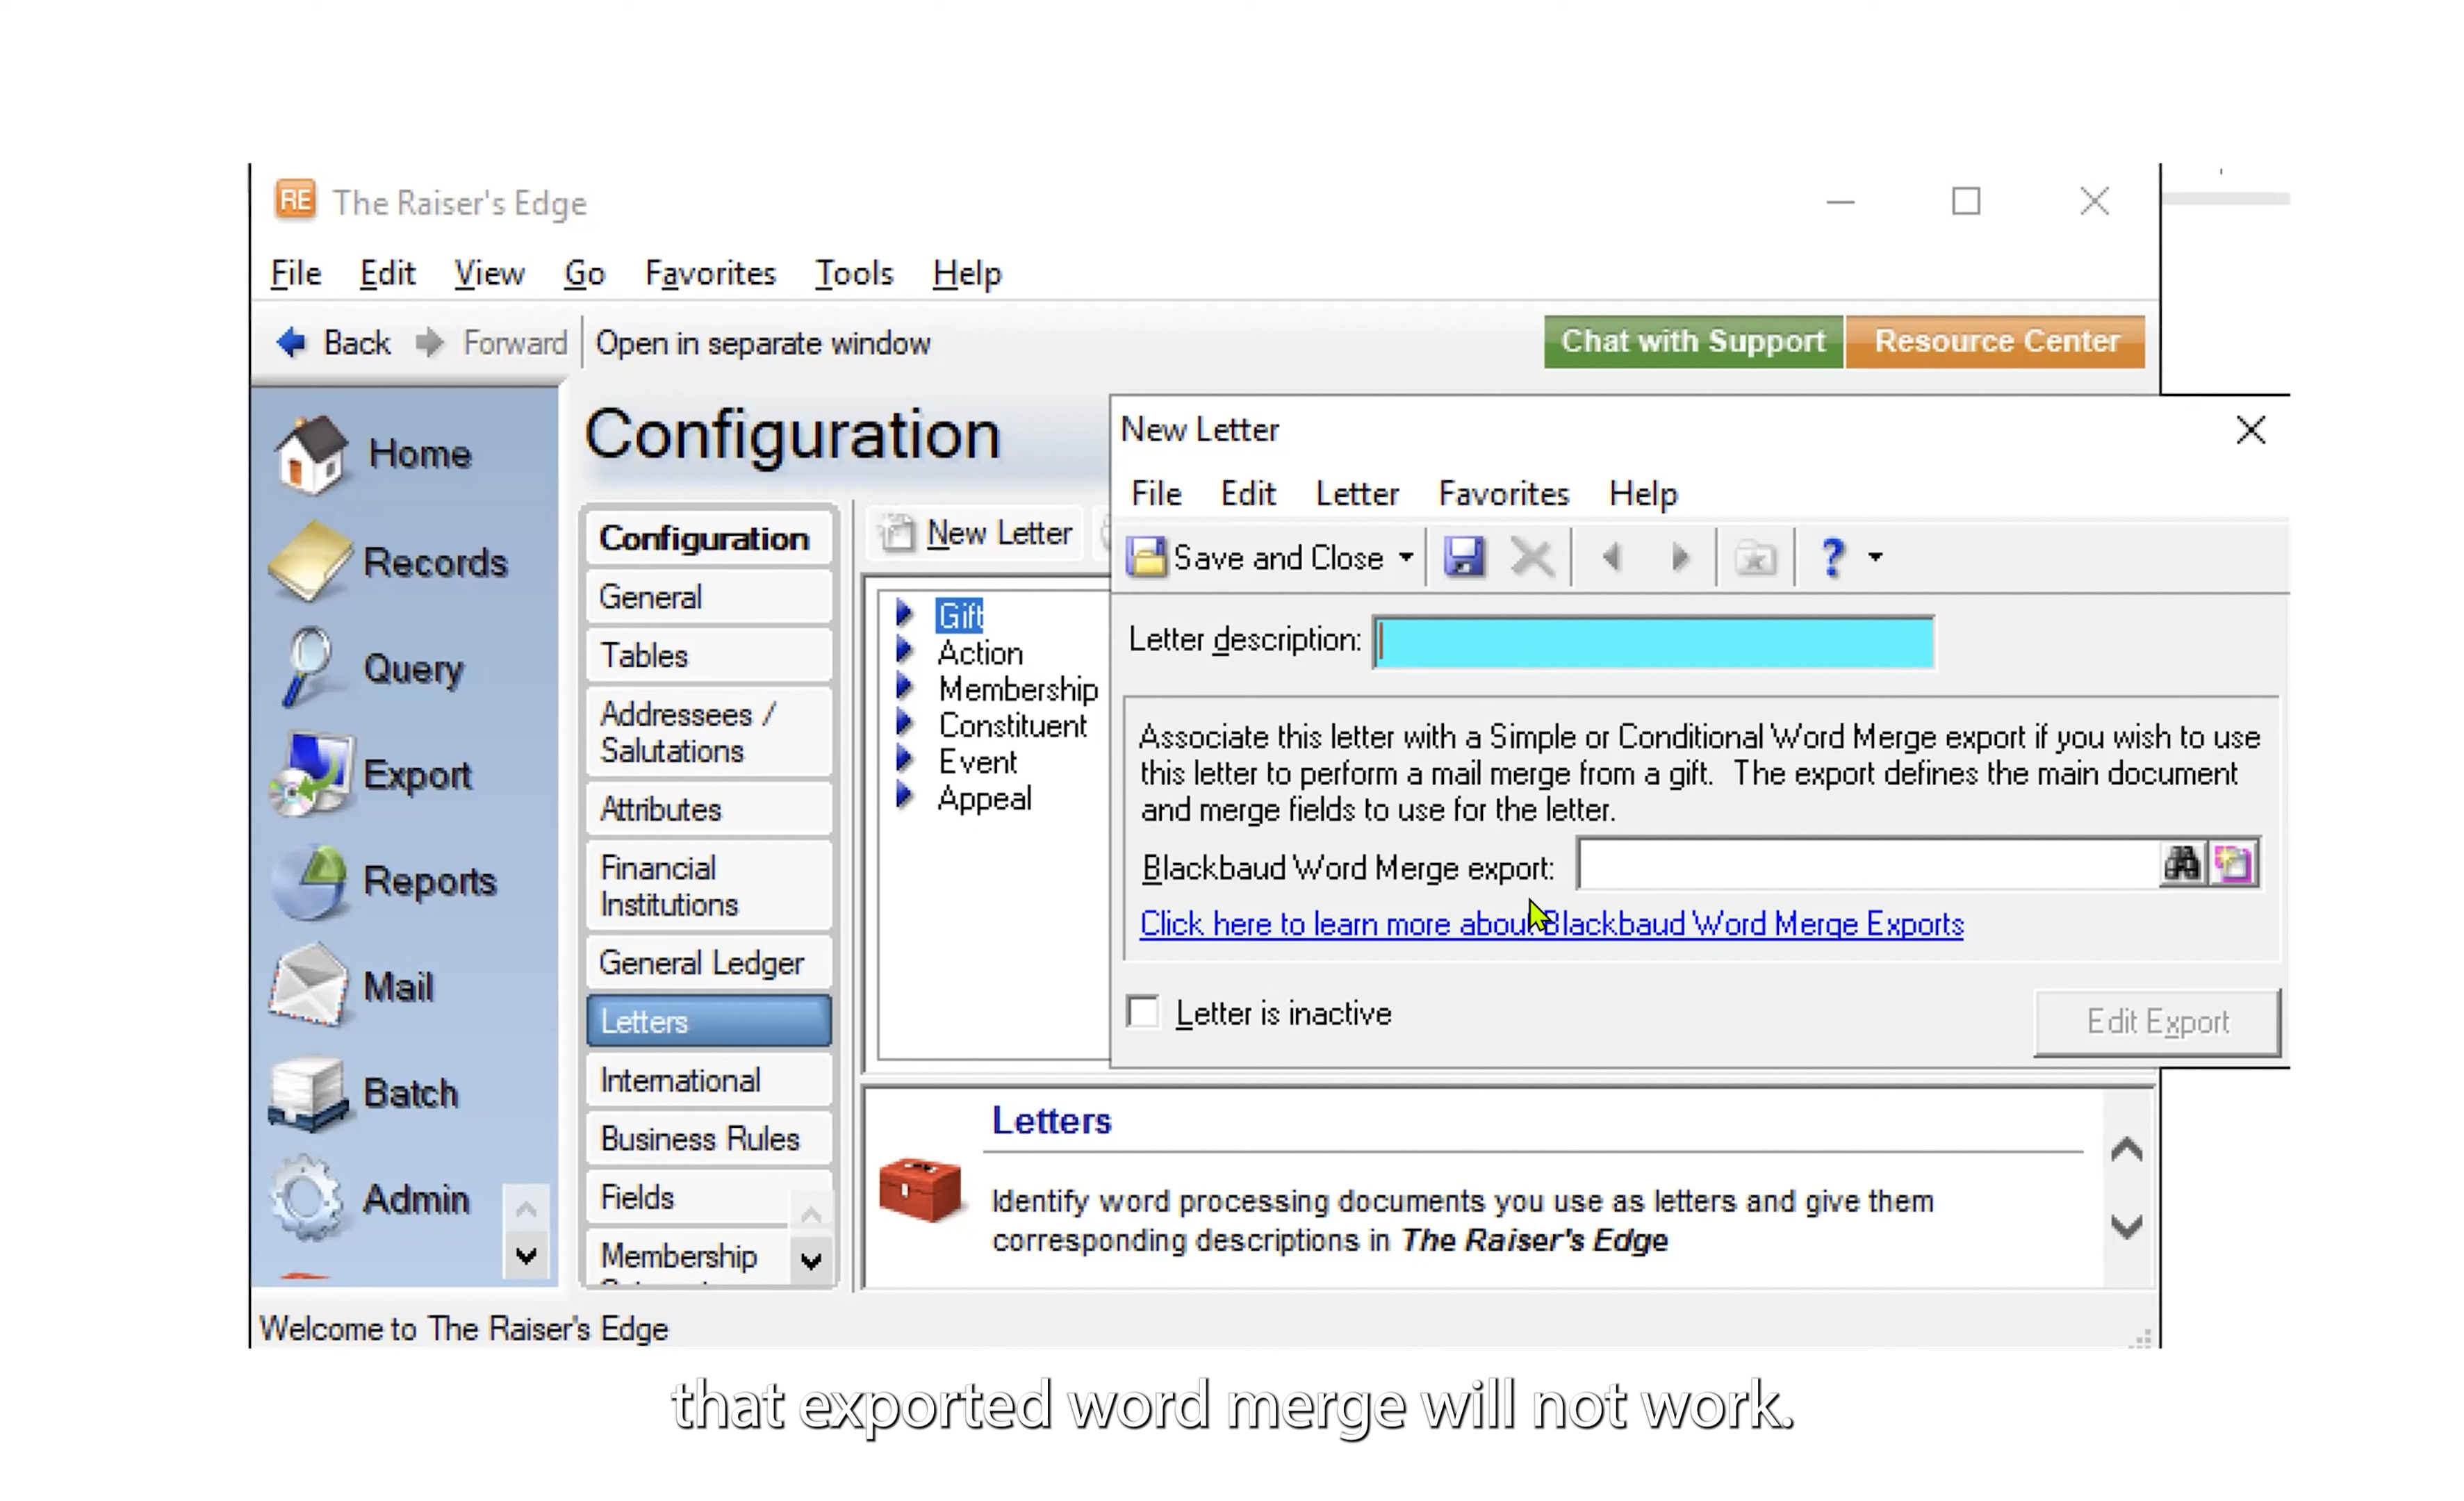 RE The Raiser's Edge
File Edit View Go Favorites Tools Help
Back Forward Open in separate window
Chat with Support Resource Center
Home
Records
Query
Export
Reports
Mail
Batch
Admin
Configuration
Configuration
General
Tables
Addressees /
Salutations
Attributes
Financial
Institutions
General Ledger
Letters
International
Business Rules
Fields
Membership
New Letter
Gift
Action
Membership
Constituent
Event
Appeal
New Letter
File Edit Letter Favorites Help
Save and Close
Letter description:
Associate this letter with a Simple or Conditional Word Merge export if you wish to use
this letter to perform a mail merge from a gift. The export defines the main document
and merge fields to use for the letter.
Blackbaud Word Merge export:
Click here to learn more about Blackbaud Word Merge Exports
Letter is inactive
Edit Export
Letters
Identify word processing documents you use as letters and give them
corresponding descriptions in The Raiser's Edge
Welcome to The Raiser's Edge
that exported word merge will not work.